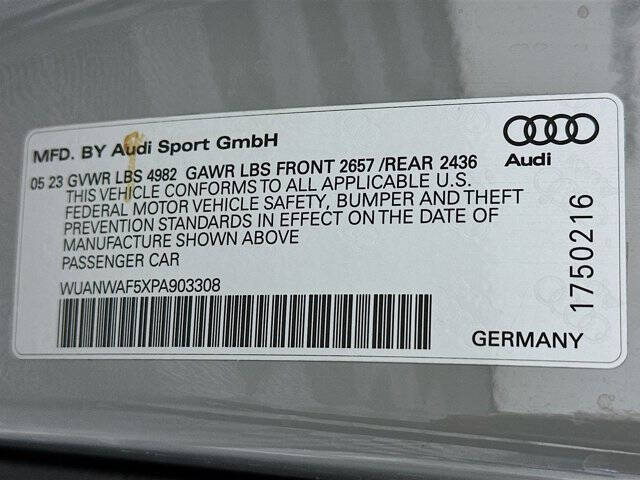 MFD. BY Audi Sport GmbH
05 23 GVWR LBS 4982 GAWR LBS FRONT 2657 /REAR 2436
THIS VEHICLE CONFORMS TO ALL APPLICABLE U.S.
FEDERAL MOTOR VEHICLE SAFETY, BUMPER AND THEFT
PREVENTION STANDARDS IN EFFECT ON THE DATE OF
MANUFACTURE SHOWN ABOVE
PASSENGER CAR
WUANWAF5XPA903308
Audi
1750216
GERMANY